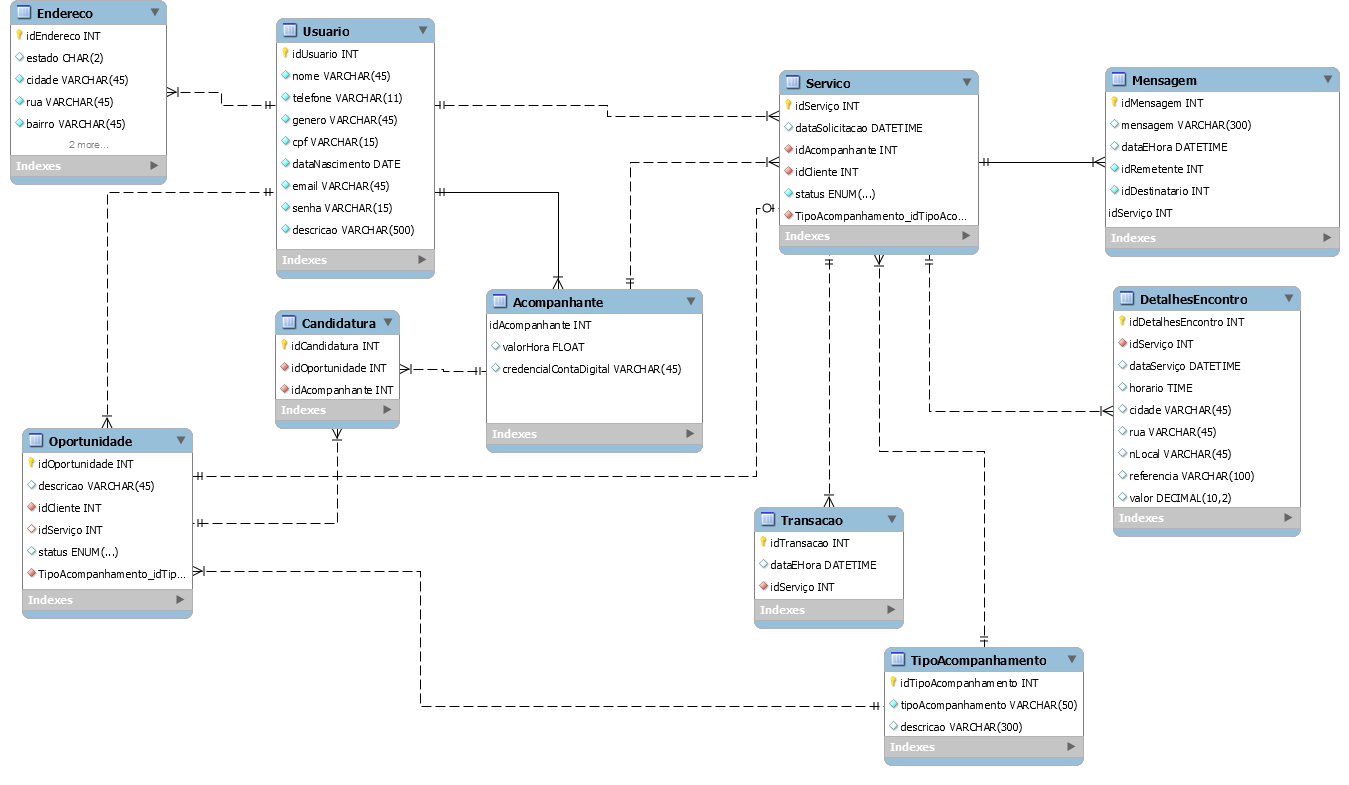 Endereco
idEndereco INT
estado CHAR(2)
cidade VARCHAR(45)
rua VARCHAR(45)
bairro VARCHAR(45)
2 more...
Indexes
Usuario
idUsuario INT
nome VARCHAR(45)
telefone VARCHAR(11)
genero VARCHAR(45)
cpf VARCHAR(15)
dataNascimento DATE
email VARCHAR(45)
senha VARCHAR(15)
descricao VARCHAR(500)
Indexes
Servico
idServiço INT
dataSolicitacao DATETIME
idAcompanhante INT
idCliente INT
status ENUM(...)
TipoAcompanhamento_idTipoAco...
Indexes
Mensagem
idMensagem INT
mensagem VARCHAR(300)
dataEHora DATETIME
idRemetente INT
idDestinatario INT
idServiço INT
Indexes
Acompanhante
idAcompanhante INT
valorHora FLOAT
credencialContaDigital VARCHAR(45)
Indexes
Candidatura
idCandidatura INT
idOportunidade INT
idAcompanhante INT
Indexes
DetalhesEncontro
idDetalhesEncontro INT
idServiço INT
dataServiço DATETIME
horario TIME
cidade VARCHAR(45)
rua VARCHAR(45)
nLocal VARCHAR(45)
referencia VARCHAR(100)
valor DECIMAL(10,2)
Indexes
Oportunidade
idOportunidade INT
descricao VARCHAR(45)
idCliente INT
idServiço INT
status ENUM(...)
TipoAcompanhamento_idTip...
Indexes
Transacao
idTransacao INT
dataEHora DATETIME
idServiço INT
Indexes
TipoAcompanhamento
idTipoAcompanhamento INT
tipoAcompanhamento VARCHAR(50)
descricao VARCHAR(300)
Indexes